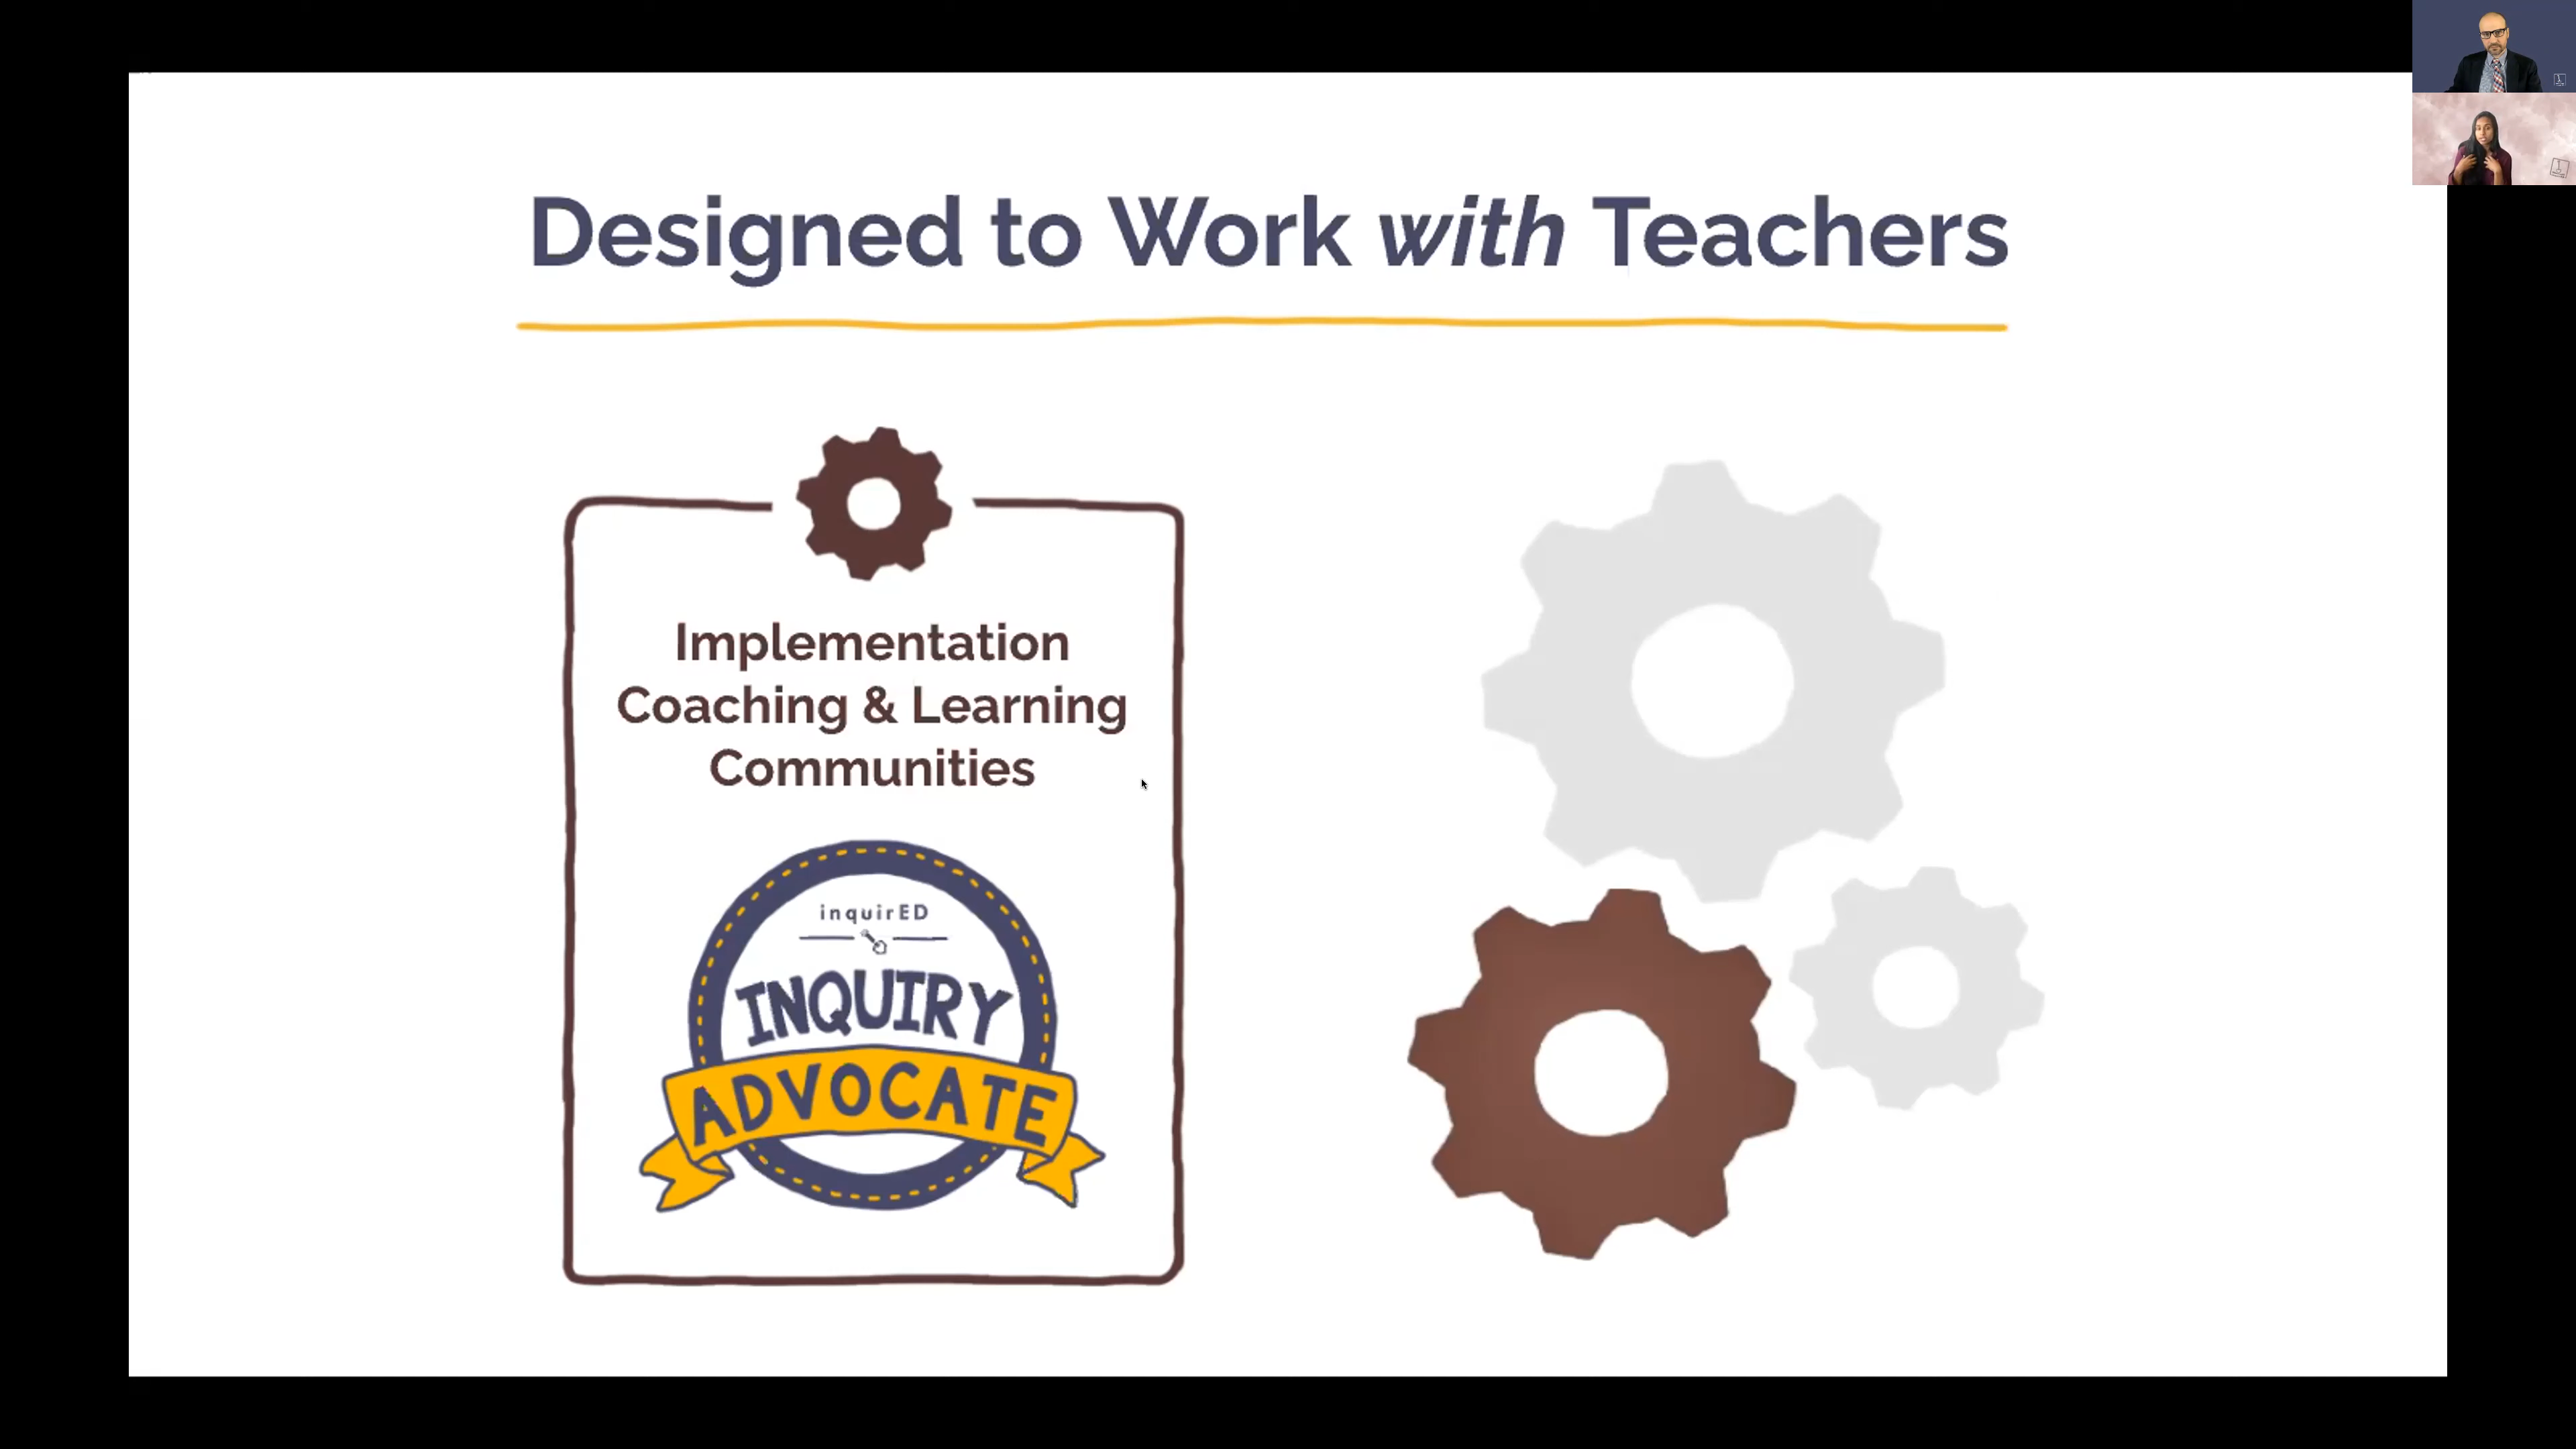 Designed to Work with Teachers
Implementation
Coaching & Learning
Communities
inquirED
INQUIRY
ADVOCATE